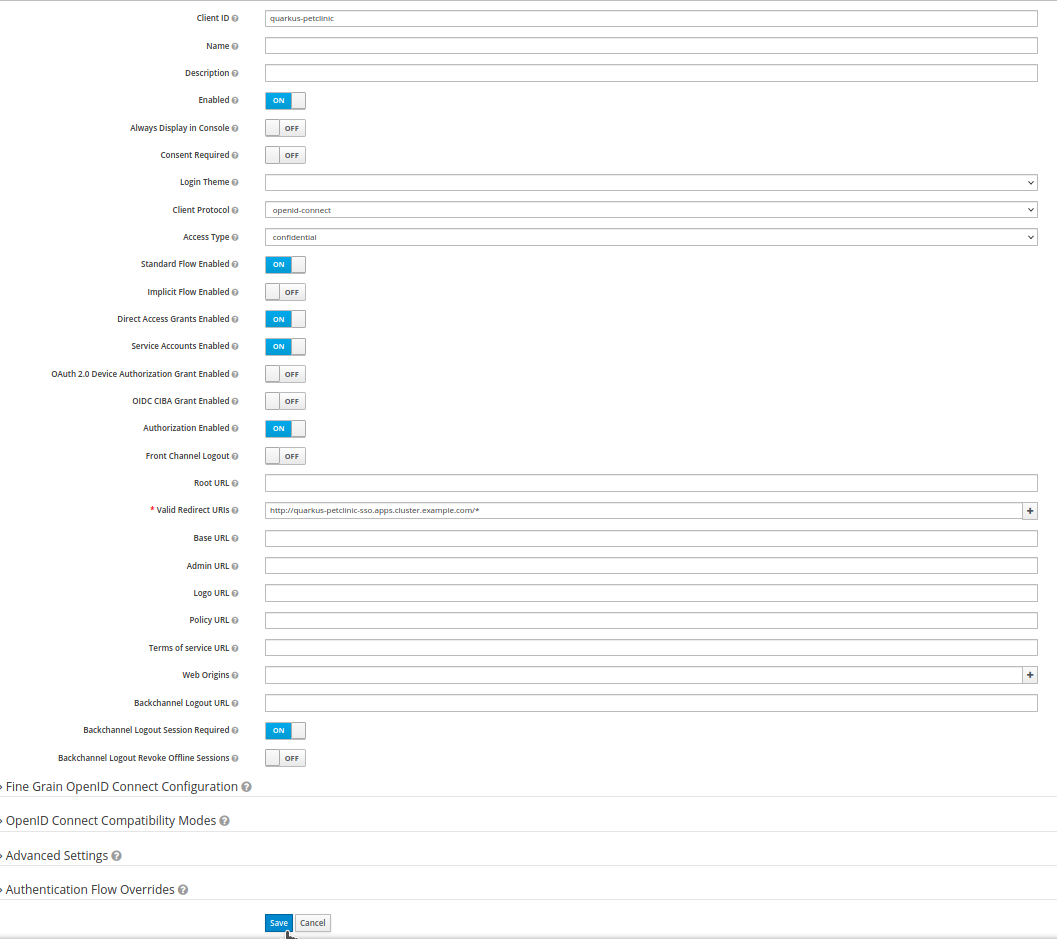 Client ID quarkus-petclinic
Name
Description
Enabled ON
Always Display in Console OFF
Consent Required OFF
Login Theme
Client Protocol openid-connect
Access Type confidential
Standard Flow Enabled ON
Implicit Flow Enabled OFF
Direct Access Grants Enabled ON
Service Accounts Enabled ON
OAuth 2.0 Device Authorization Grant Enabled OFF
OIDC CIBA Grant Enabled OFF
Authorization Enabled ON
Front Channel Logout OFF
Root URL
* Valid Redirect URIs http://quarkus-petclinic-sso.apps.cluster.example.com/*
Base URL
Admin URL
Logo URL
Policy URL
Terms of service URL
Web Origins
Backchannel Logout URL
Backchannel Logout Session Required ON
Backchannel Logout Revoke Offline Sessions OFF
Fine Grain OpenID Connect Configuration
OpenID Connect Compatibility Modes
Advanced Settings
Authentication Flow Overrides
Save Cancel